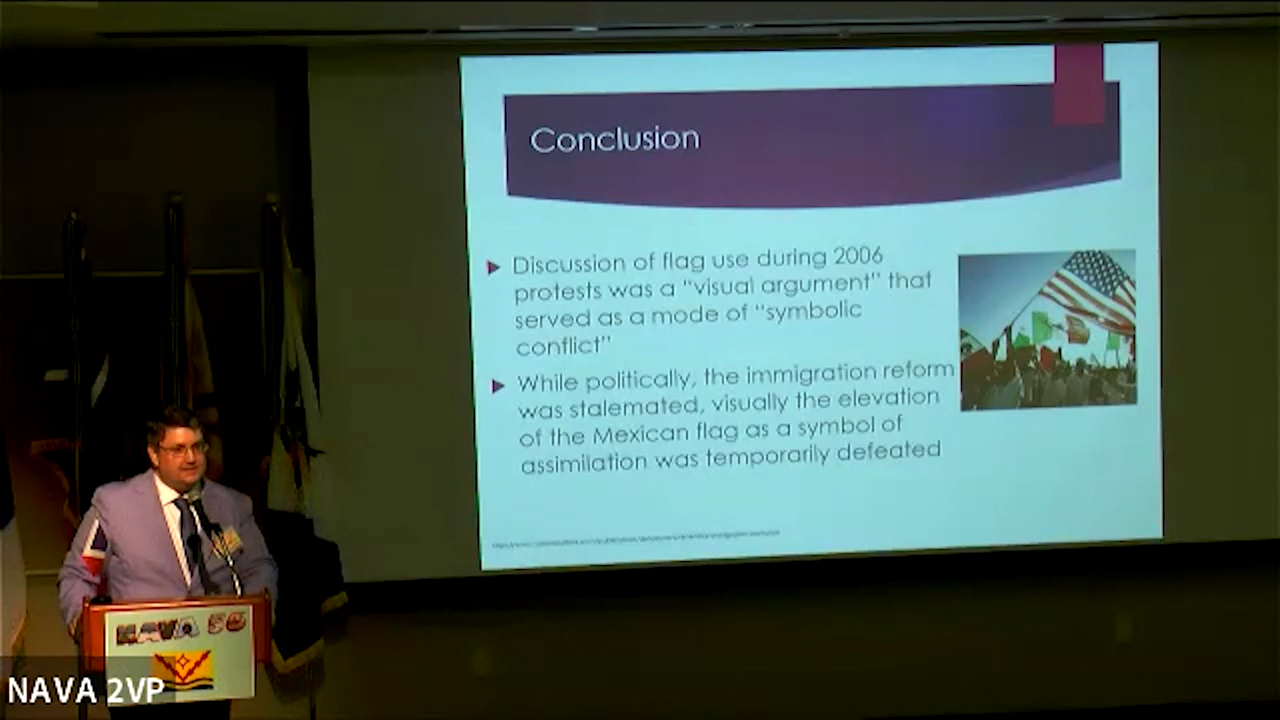 Conclusion
Discussion of flag use during 2006
protests was a “visual argument” that
served as a mode of “symbolic
conflict”
While politically, the immigration reform
was stalemated, visually the elevation
of the Mexican flag as a symbol of
assimilation was temporarily defeated
NAVA 56
NAVA 2VP